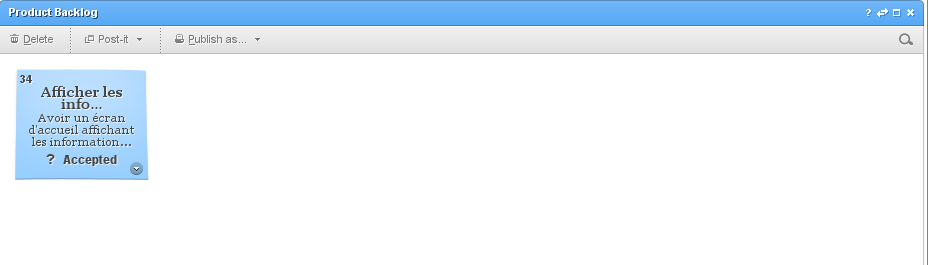 Product Backlog ?
Delete Post-it Publish as...
34
Afficher les
info...
Avoir un écran
d'accueil affichant
les information...
? Accepted